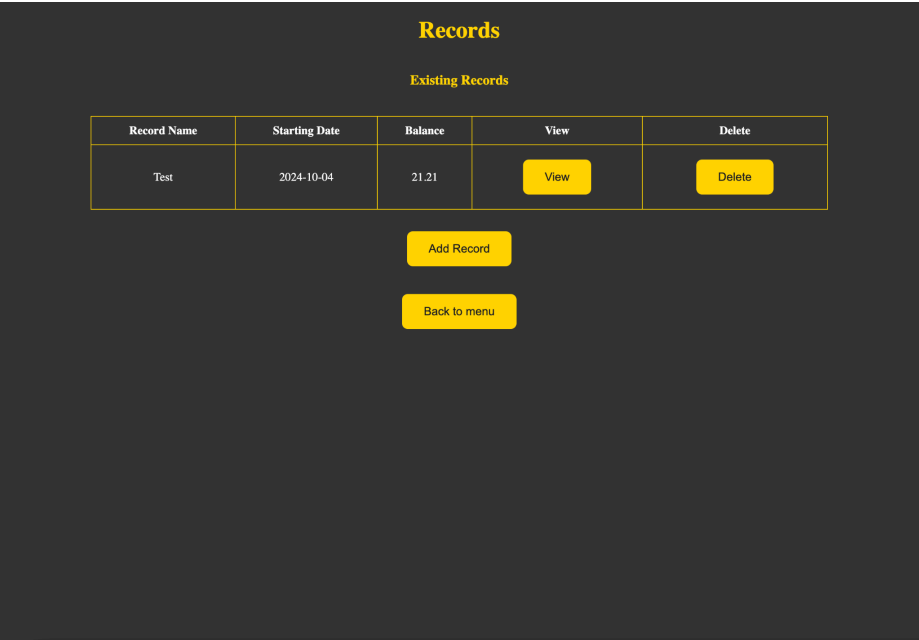 Records
Existing Records
Record Name Starting Date Balance View Delete
Test 2024-10-04 21.21 View Delete
Add Record
Back to menu